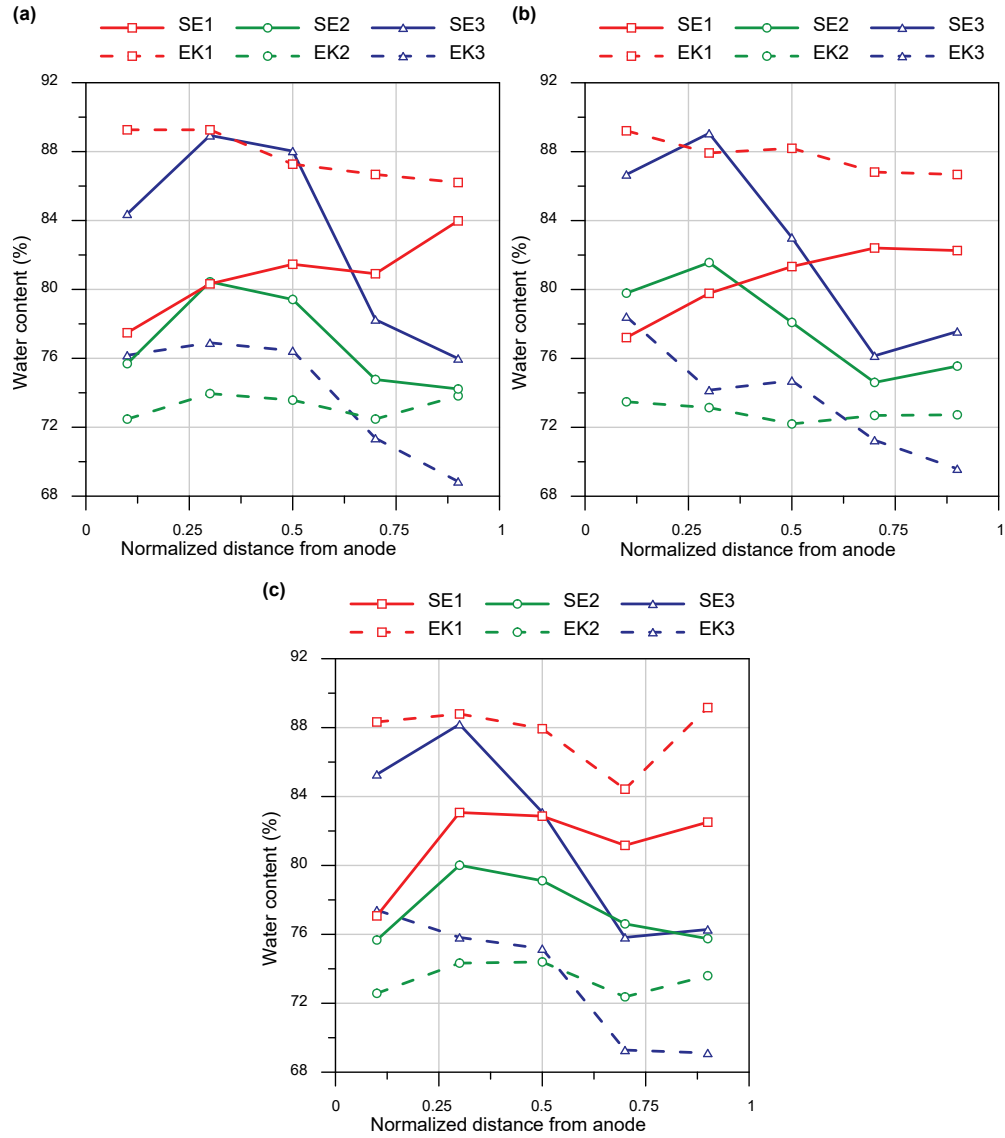 (a)
SE1 SE2 SE3
EK1 EK2 EK3
92
88
84
80
76
72
68
Water content (%)
0 0.25 0.5 0.75 1
Normalized distance from anode
(b)
SE1 SE2 SE3
EK1 EK2 EK3
92
88
84
80
76
72
68
Water content (%)
0 0.25 0.5 0.75 1
Normalized distance from anode
(c)
SE1 SE2 SE3
EK1 EK2 EK3
92
88
84
80
76
72
68
Water content (%)
0 0.25 0.5 0.75 1
Normalized distance from anode